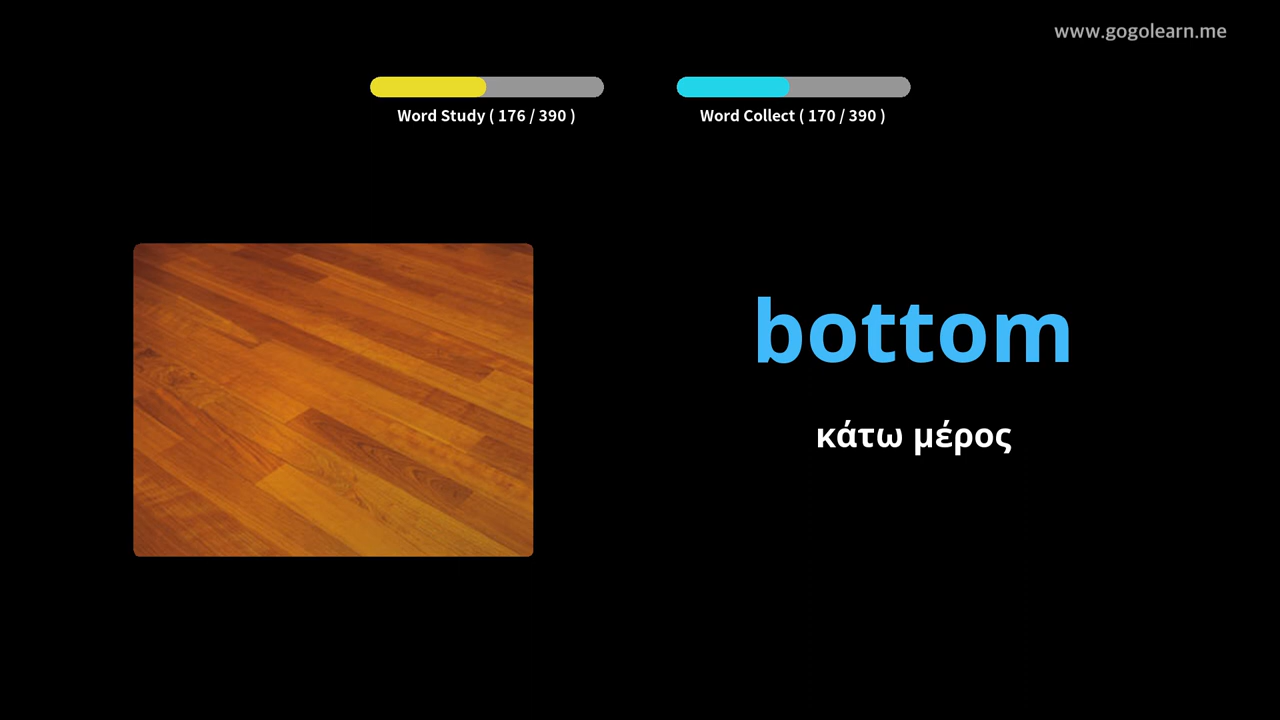 www.gogolearn.me
Word Study ( 176 / 390 )
Word Collect ( 170 / 390 )
bottom
κάτω μέρος